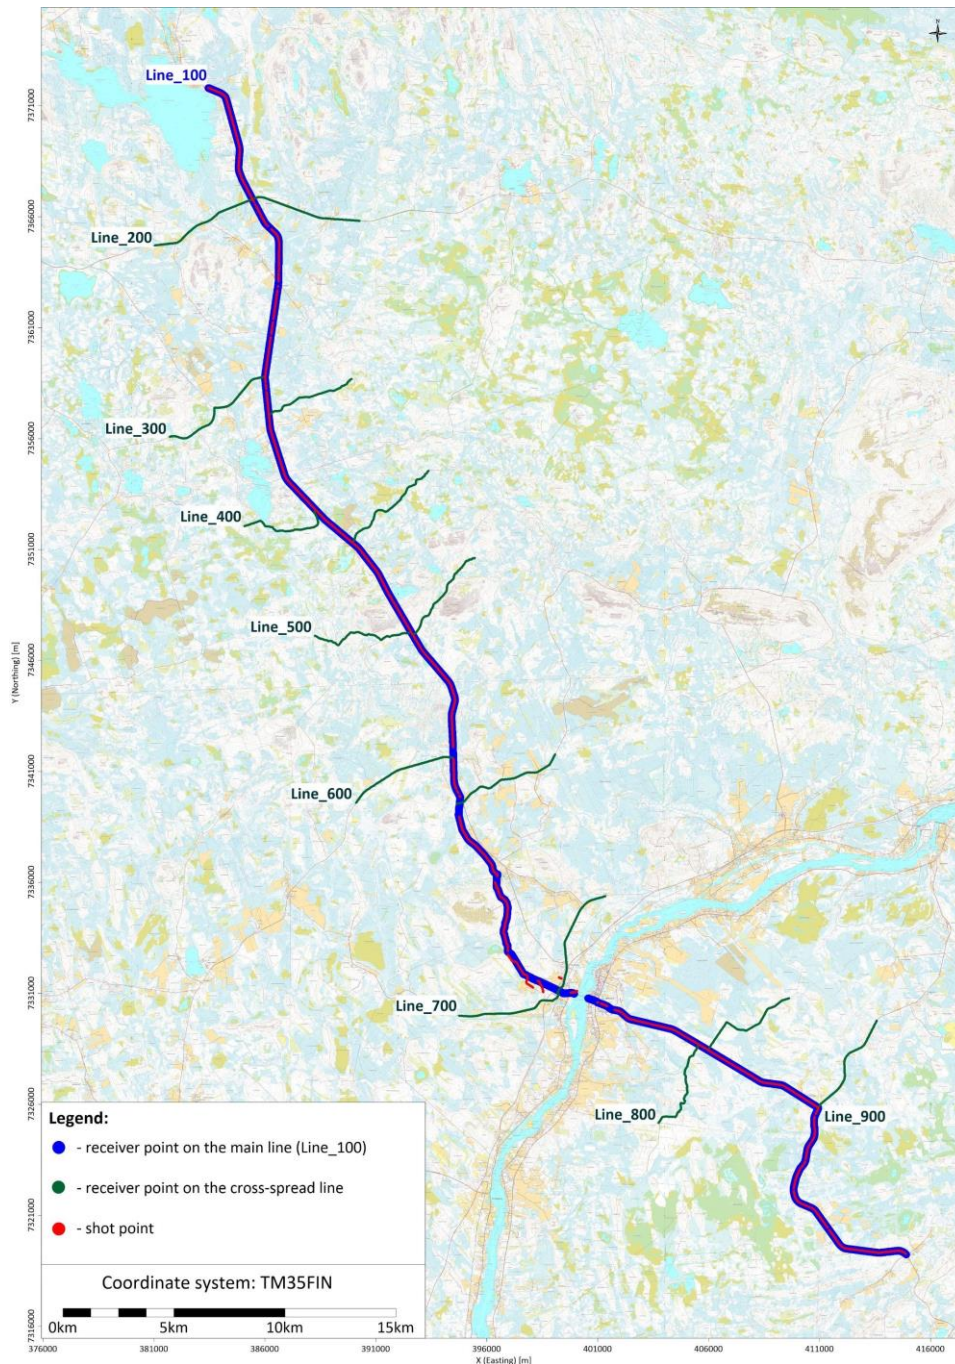 N
Line_100
7371000
7366000
Line_200
7361000
7356000
Line_300
Line_400
7351000
Line_500
7346000
Y (Northing) [m]
7341000
Line_600
7336000
7331000
Line_700
7326000
Line_800
Line_900
Legend:
- receiver point on the main line (Line_100)
- receiver point on the cross-spread line
- shot point
7321000
Coordinate system: TM35FIN
0km 5km 10km 15km
7316000
376000 381000 386000 391000 396000 401000 406000 411000 416000
X (Easting) [m]